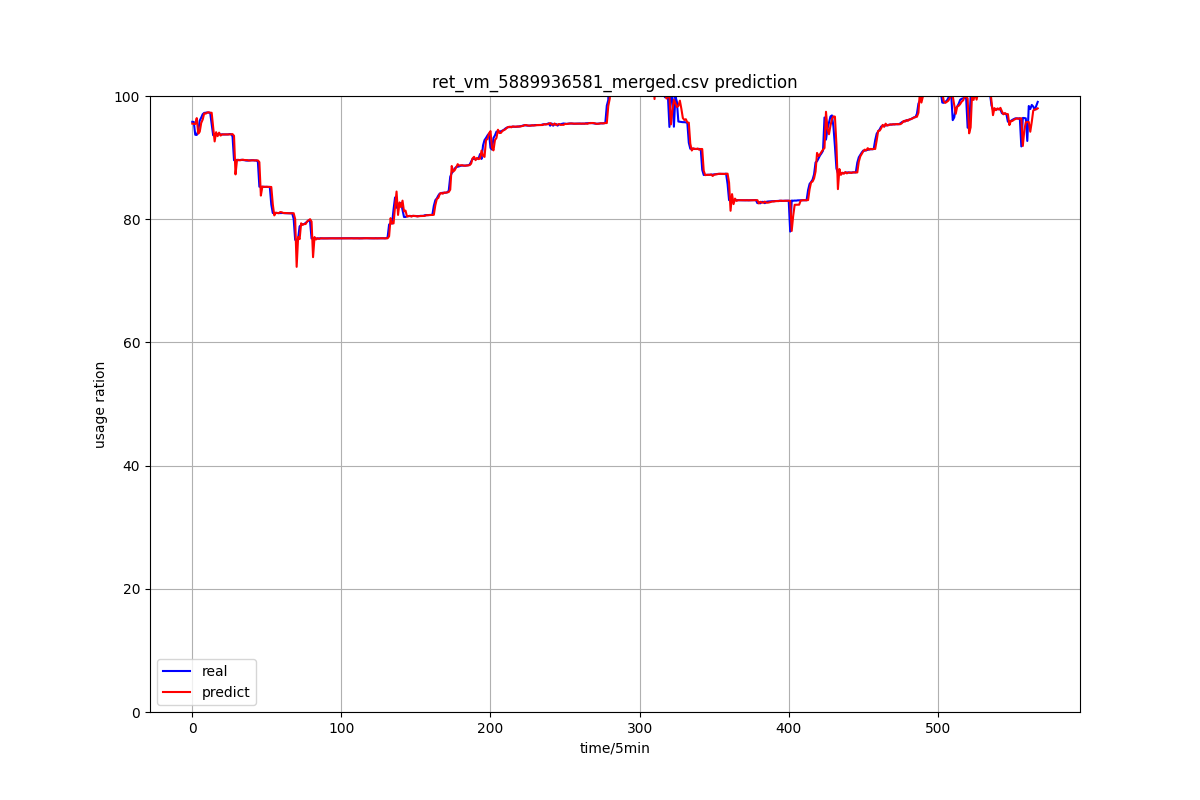 ret_vm_5889936581_merged.csv prediction
100
80
60
40
20
0
usage ration
real
predict
0 100 200 300 400 500
time/5min